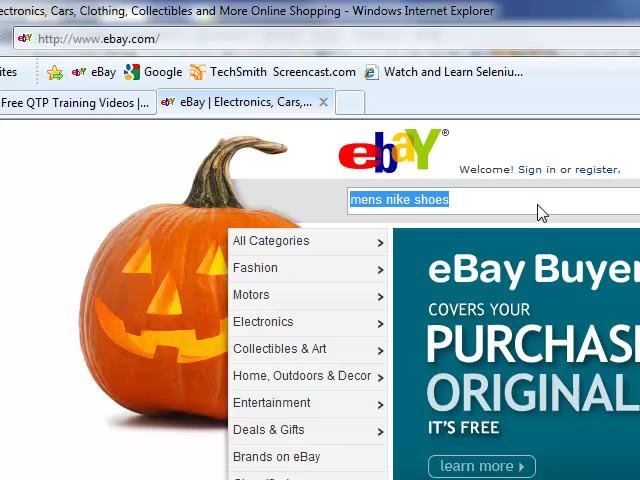 ectronics, Cars, Clothing, Collectibles and More Online Shopping - Windows Internet Explorer
http://www.ebay.com/
ites eBay Google TechSmith Screencast.com Watch and Learn Seleniu...
Free QTP Training Videos |... eBay | Electronics, Cars,...
ebay®
Welcome! Sign in or register.
mens nike shoes
All Categories
Fashion
Motors
Electronics
Collectibles & Art
Home, Outdoors & Decor
Entertainment
Deals & Gifts
Brands on eBay
eBay Buyer
COVERS YOUR
PURCHAS
ORIGINAL
IT'S FREE
learn more